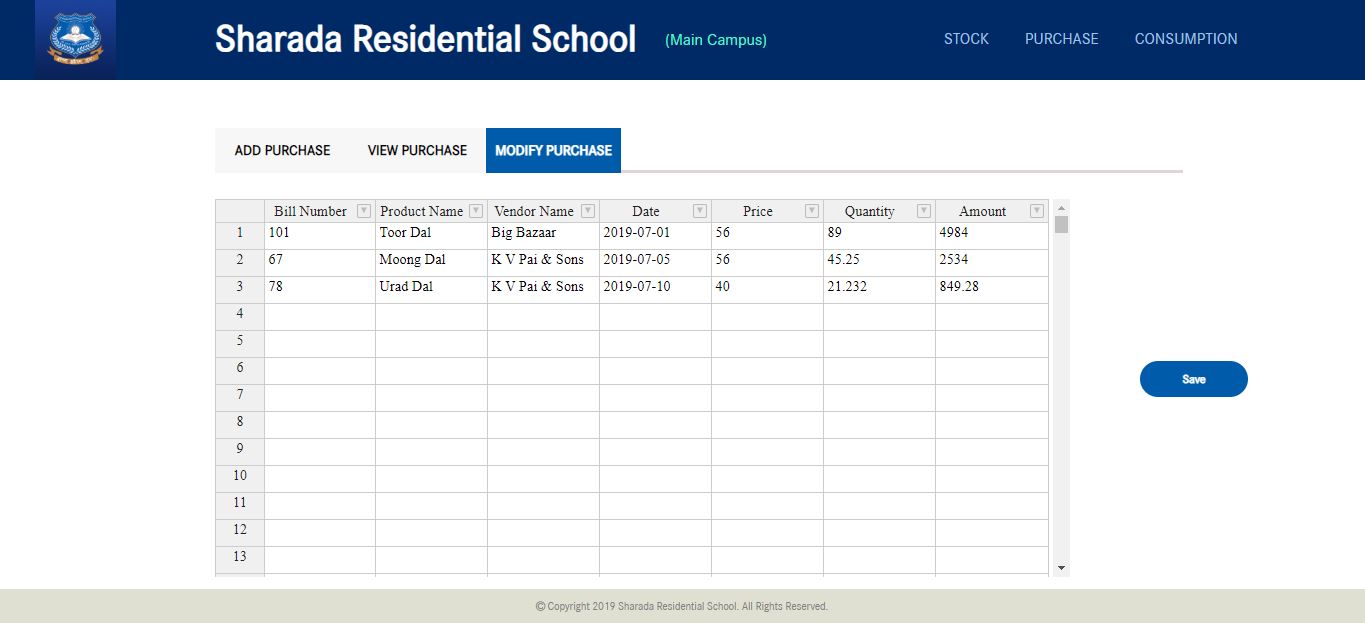 Sharada Residential School (Main Campus) STOCK PURCHASE CONSUMPTION
ADD PURCHASE VIEW PURCHASE MODIFY PURCHASE
Bill Number Product Name Vendor Name Date Price Quantity Amount
1 101 Toor Dal Big Bazaar 2019-07-01 56 89 4984
2 67 Moong Dal K V Pai & Sons 2019-07-05 56 45.25 2534
3 78 Urad Dal K V Pai & Sons 2019-07-10 40 21.232 849.28
4
5
6
7
Save
8
9
10
11
12
13
© Copyright 2019 Sharada Residential School. All Rights Reserved.